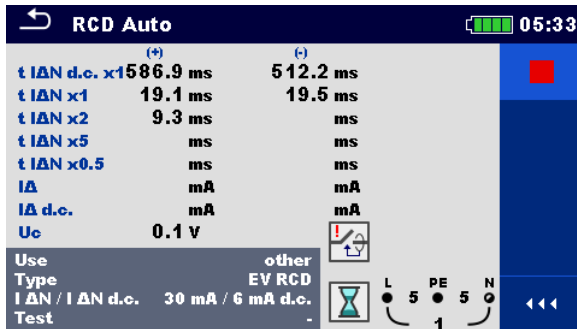 RCD Auto 05:33
(+) (-)
t IΔN d.c. x1 586.9 ms 512.2 ms
t IΔN x1 19.1 ms 19.5 ms
t IΔN x2 9.3 ms ms
t IΔN x5 ms ms
t IΔN x0.5 ms ms
IΔ mA mA
IΔ d.c. mA mA
Uc 0.1 V
Use other
Type EV RCD
I ΔN / I ΔN d.c. 30 mA / 6 mA d.c.
Test -
!
L PE N
5 5
1